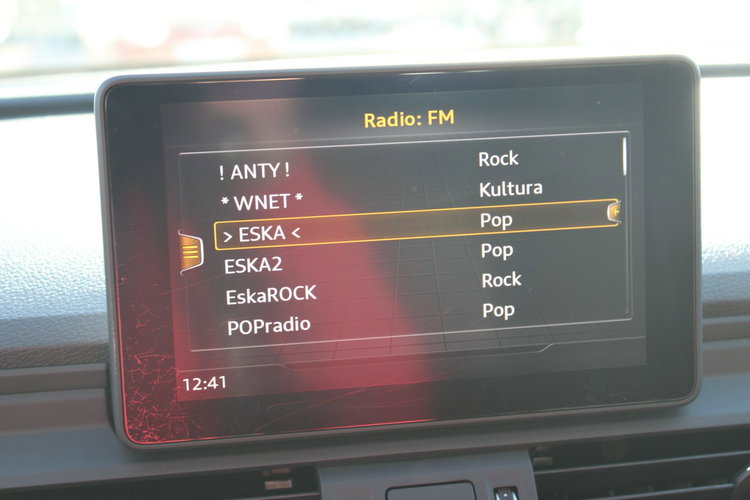 Radio: FM
! ANTY ! Rock
* WNET * Kultura
> ESKA < Pop
ESKA2 Pop
EskaROCK Rock
POPradio Pop
12:41